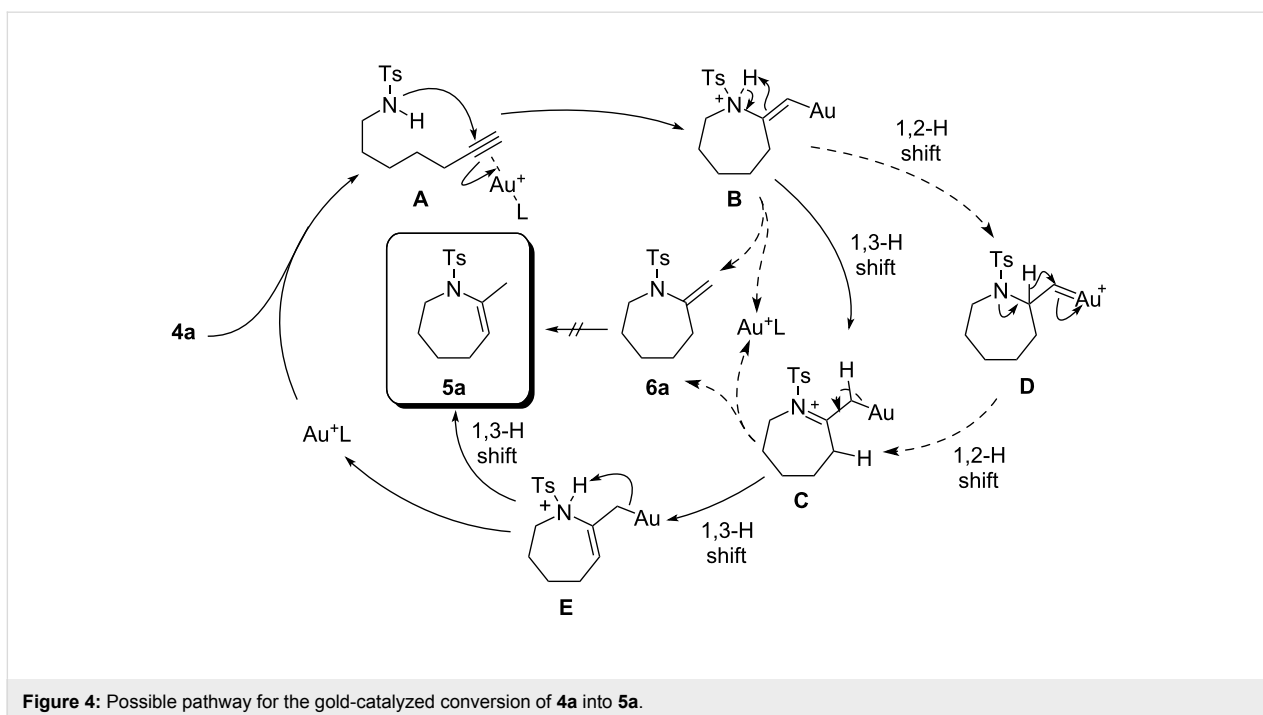 Ts
N
H
Au⁺
L
A
Ts
H
+
N
Au
B
1,2-H
shift
1,3-H
shift
Ts
N
H
Au⁺
D
1,2-H
shift
Ts
N
5a
Ts
N
6a
Au⁺L
4a
Au⁺L
1,3-H
shift
Ts
N
+
H
Au
H
C
1,3-H
shift
Ts
H
+
N
Au
E
Figure 4: Possible pathway for the gold-catalyzed conversion of 4a into 5a.